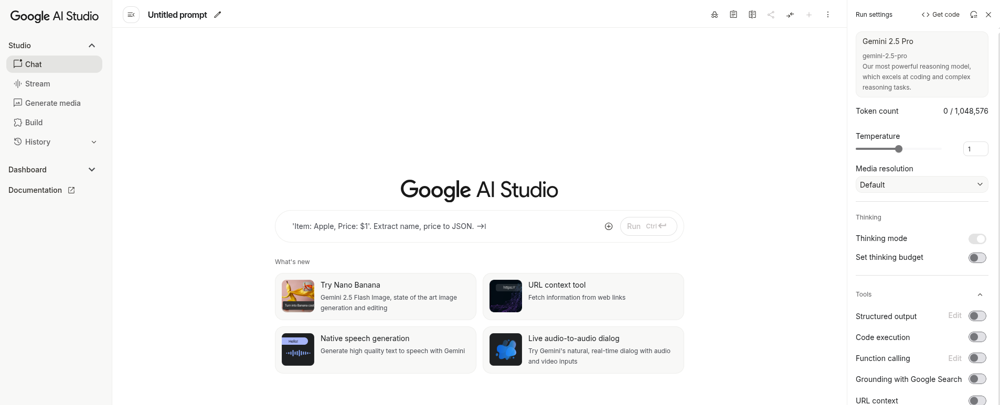 Google AI Studio
Studio
Chat
Stream
Generate media
Build
History
Dashboard
Documentation
Untitled prompt
Google AI Studio
'Item: Apple, Price: $1'. Extract name, price to JSON.
Run Ctrl
What's new
Turn into Banana cost
Try Nano Banana
Gemini 2.5 Flash Image, state of the art image
generation and editing
https://
URL context tool
Fetch information from web links
Hello!
Native speech generation
Generate high quality text to speech with Gemini
Live audio-to-audio dialog
Try Gemini's natural, real-time dialog with audio
and video inputs
Run settings
Get code
Gemini 2.5 Pro
gemini-2.5-pro
Our most powerful reasoning model,
which excels at coding and complex
reasoning tasks.
Token count 0 / 1,048,576
Temperature
1
Media resolution
Default
Thinking
Thinking mode
Set thinking budget
Tools
Structured output Edit
Code execution
Function calling Edit
Grounding with Google Search
URL context